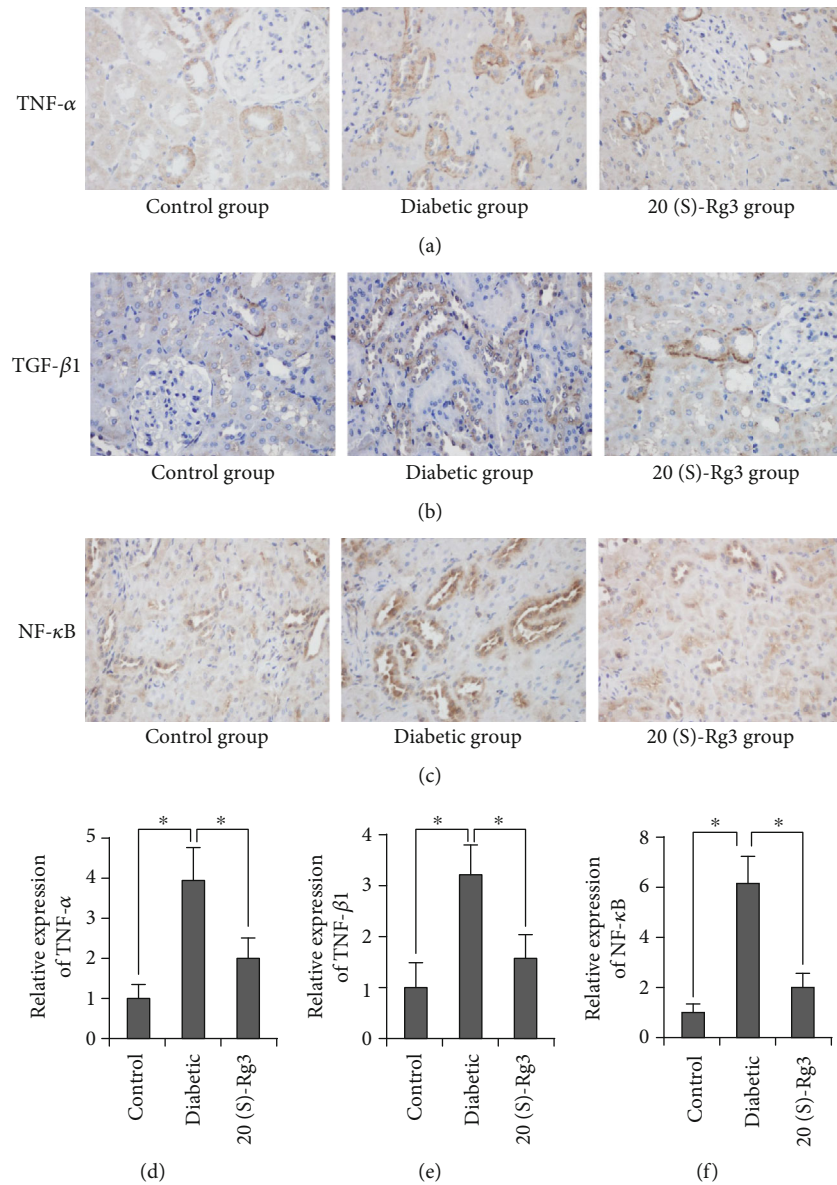 TNF-α
Control group
Diabetic group
20 (S)-Rg3 group
(a)
TGF-β1
Control group
Diabetic group
20 (S)-Rg3 group
(b)
NF-κB
Control group
Diabetic group
20 (S)-Rg3 group
(c)
Relative expression
of TNF-α
5
4
3
2
1
0
* *
Control
Diabetic
20 (S)-Rg3
(d)
Relative expression
of TNF-β1
4
3
2
1
0
* *
Control
Diabetic
20 (S)-Rg3
(e)
Relative expression
of NF-κB
8
6
4
2
0
* *
Control
Diabetic
20 (S)-Rg3
(f)